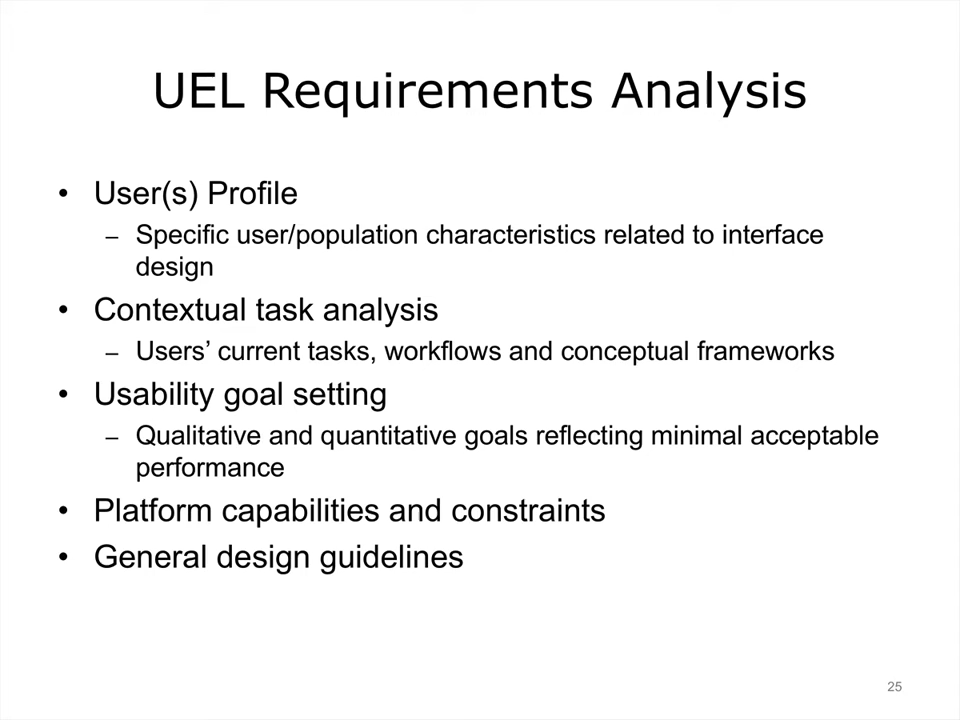 UEL Requirements Analysis
• User(s) Profile
– Specific user/population characteristics related to interface
design
• Contextual task analysis
– Users’ current tasks, workflows and conceptual frameworks
• Usability goal setting
– Qualitative and quantitative goals reflecting minimal acceptable
performance
• Platform capabilities and constraints
• General design guidelines
25